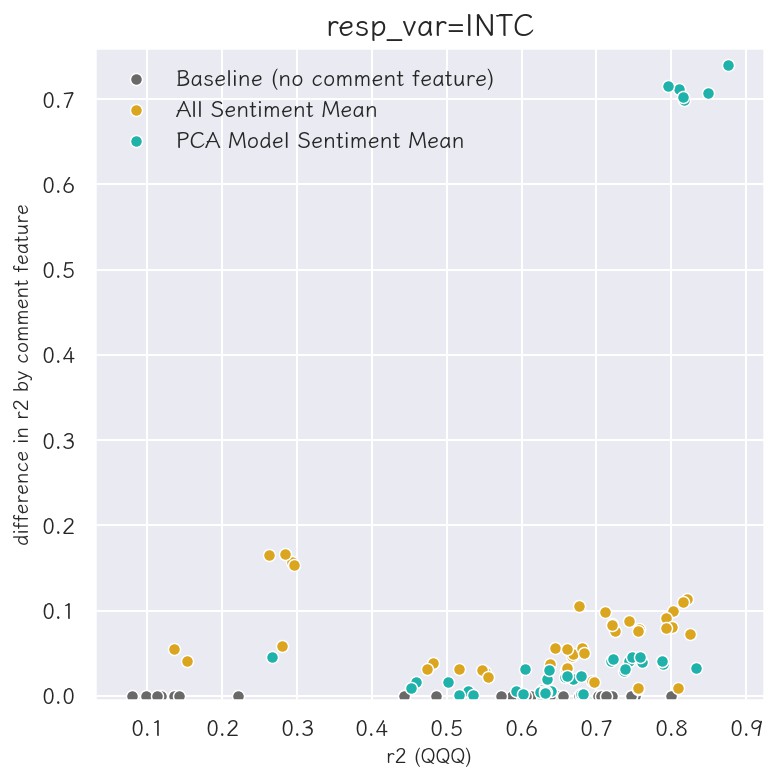 resp_var=INTC
Baseline (no comment feature)
All Sentiment Mean
PCA Model Sentiment Mean
difference in r2 by comment feature
0.7
0.6
0.5
0.4
0.3
0.2
0.1
0.0
0.1 0.2 0.3 0.4 0.5 0.6 0.7 0.8 0.9
r2 (QQQ)